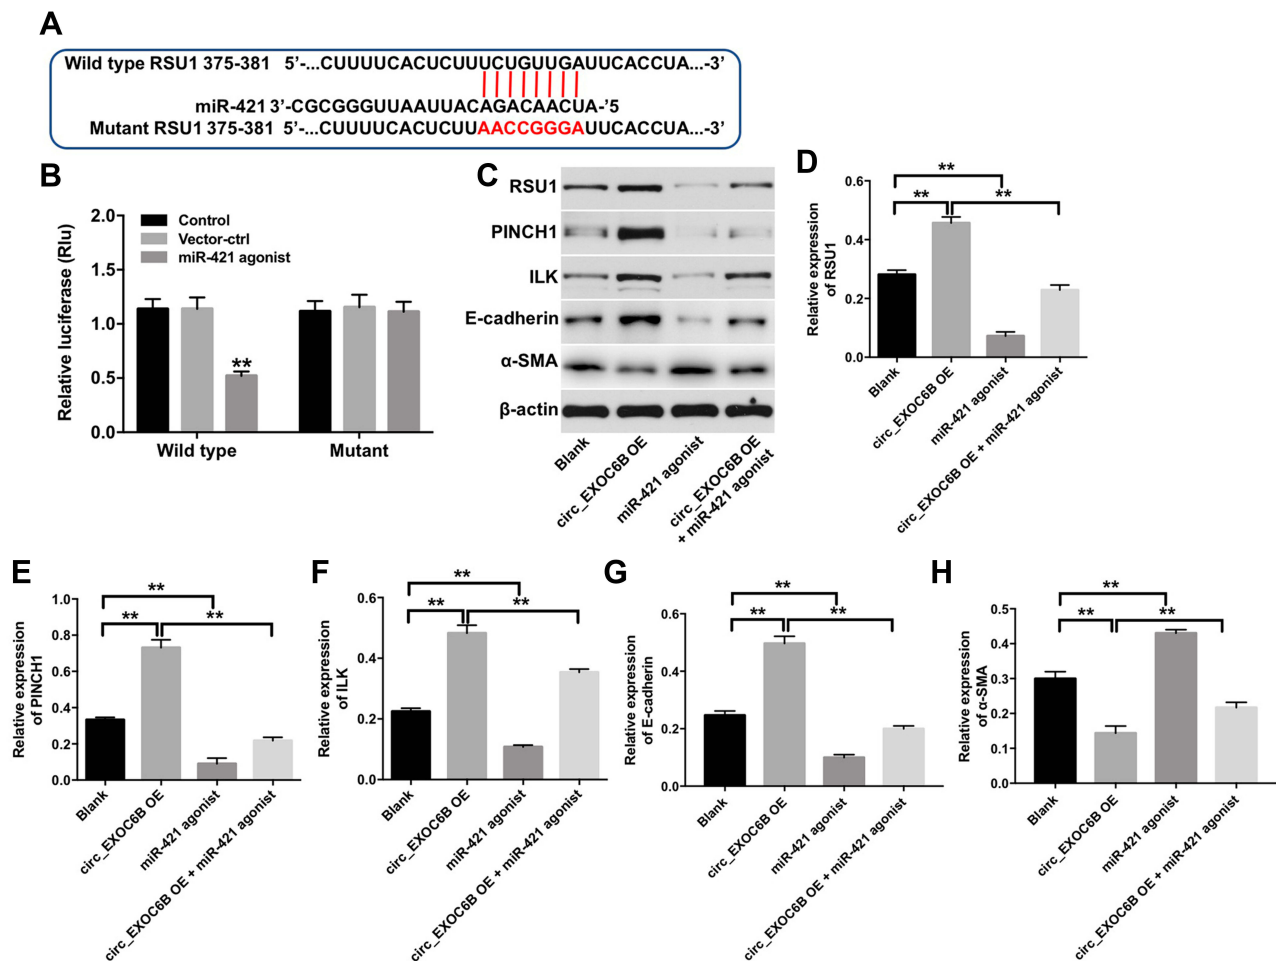 A
Wild type RSU1 375-381 5’-...CUUUUCACUCUUUCUGUUGAUUCACCUA...-3’
miR-421 3’-CGCGGGUUAAUUACAGACAACUA-’5
Mutant RSU1 375-381 5’-...CUUUUCACUCUUAACCGGGAUUCACCUA...-3’
B
Relative luciferase (Rlu)
2.0
1.5
1.0
0.5
0.0
Control
Vector-ctrl
miR-421 agonist
**
Wild type
Mutant
C
RSU1
PINCH1
ILK
E-cadherin
α-SMA
β-actin
Blank
circ_EXOC6B OE
miR-421 agonist
circ_EXOC6B OE
+ miR-421 agonist
D
Relative expression
of RSU1
0.6
0.4
0.2
0.0
**
**
**
Blank
circ_EXOC6B OE
miR-421 agonist
circ_EXOC6B OE + miR-421 agonist
E
Relative expression
of PINCH1
1.0
0.8
0.6
0.4
0.2
0.0
**
**
**
Blank
circ_EXOC6B OE
miR-421 agonist
circ_EXOC6B OE + miR-421 agonist
F
Relative expression
of ILK
0.6
0.4
0.2
0.0
**
**
**
Blank
circ_EXOC6B OE
miR-421 agonist
circ_EXOC6B OE + miR-421 agonist
G
Relative expression
of E-cadherin
0.6
0.4
0.2
0.0
**
**
**
Blank
circ_EXOC6B OE
miR-421 agonist
circ_EXOC6B OE + miR-421 agonist
H
Relative expression
of α-SMA
0.5
0.4
0.3
0.2
0.1
0.0
**
**
**
Blank
circ_EXOC6B OE
miR-421 agonist
circ_EXOC6B OE + miR-421 agonist